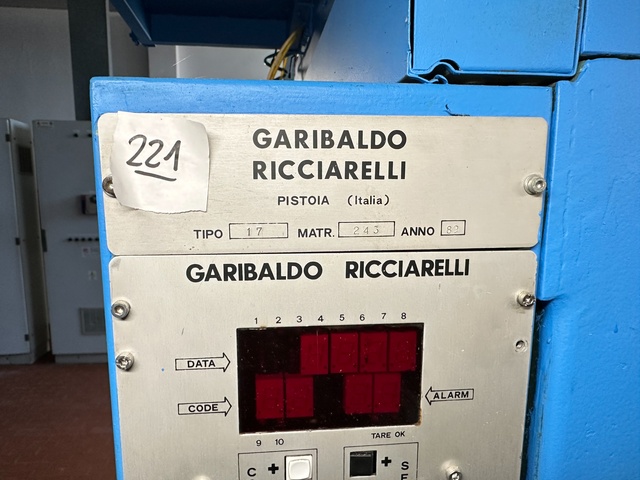 221
GARIBALDO
RICCIARELLI
PISTOIA (Italia)
TIPO 17 MATR. 243 ANNO
GARIBALDO RICCIARELLI
1 2 3 4 5 6 7 8
DATA
CODE
ALARM
9 10
TARE OK
C + + S
E